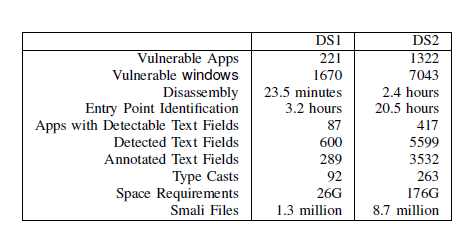 DS1 DS2
Vulnerable Apps 221 1322
Vulnerable windows 1670 7043
Disassembly 23.5 minutes 2.4 hours
Entry Point Identification 3.2 hours 20.5 hours
Apps with Detectable Text Fields 87 417
Detected Text Fields 600 5599
Annotated Text Fields 289 3532
Type Casts 92 263
Space Requirements 26G 176G
Smali Files 1.3 million 8.7 million